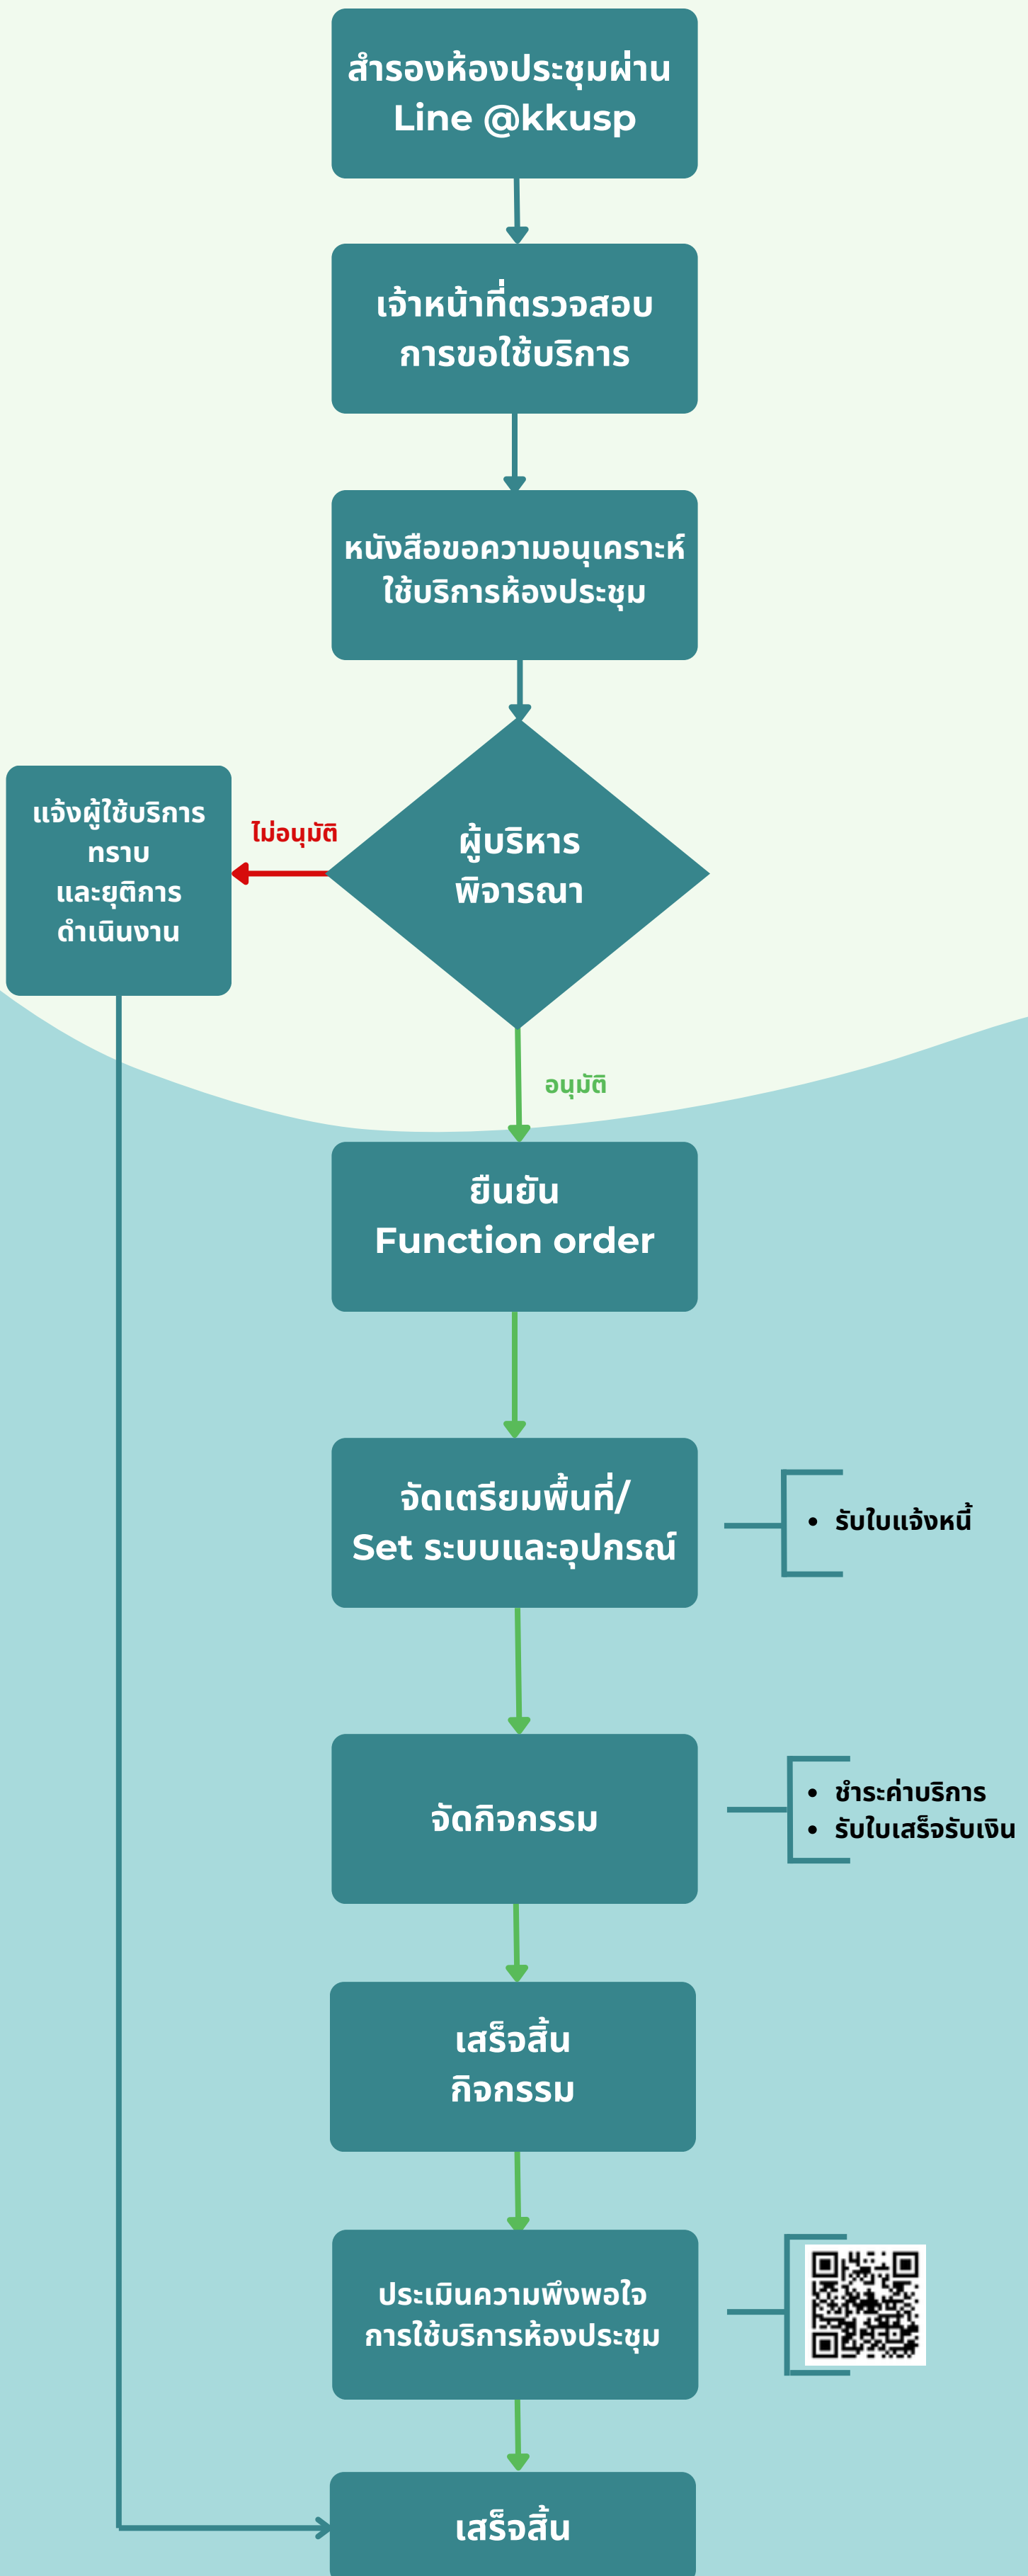 สำรองห้องประชุมผ่าน
Line @kkusp
เจ้าหน้าที่ตรวจสอบ
การขอใช้บริการ
หนังสือขอความอนุเคราะห์
ใช้บริการห้องประชุม
ผู้บริหาร
พิจารณา
ไม่อนุมัติ
แจ้งผู้ใช้บริการ
ทราบ
และยุติการ
ดำเนินงาน
อนุมัติ
ยืนยัน
Function order
จัดเตรียมพื้นที่/
Set ระบบและอุปกรณ์
• รับใบแจ้งหนี้
จัดกิจกรรม
• ชำระค่าบริการ
• รับใบเสร็จรับเงิน
เสร็จสิ้น
กิจกรรม
ประเมินความพึงพอใจ
การใช้บริการห้องประชุม
เสร็จสิ้น